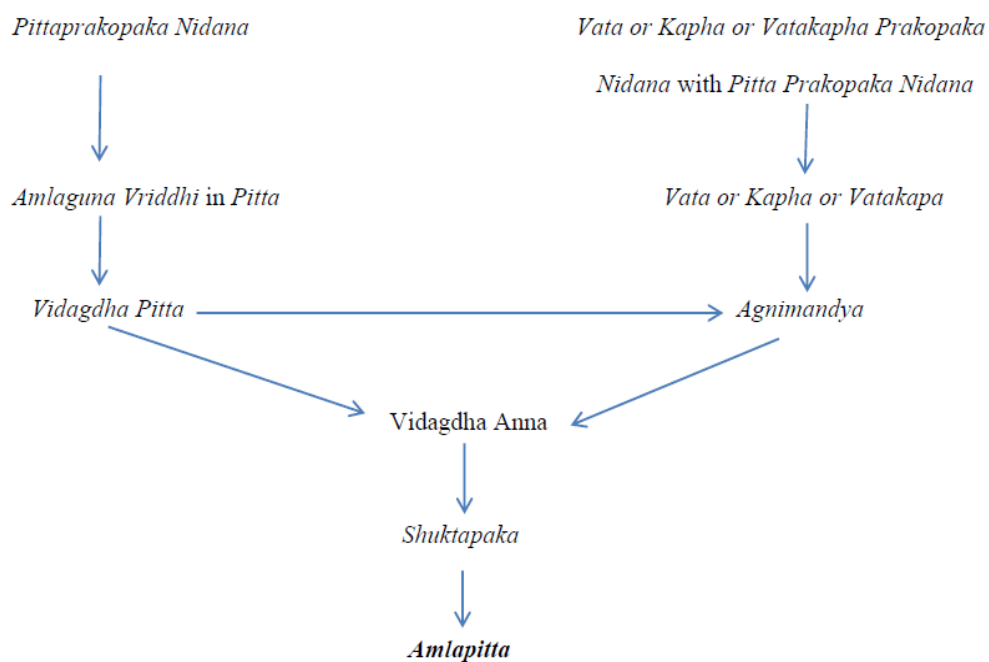 Pittaprakopaka Nidana
Vata or Kapha or Vatakapha Prakopaka
Nidana with Pitta Prakopaka Nidana
Amlaguna Vriddhi in Pitta
Vata or Kapha or Vatakapa
Vidagdha Pitta
Agnimandya
Vidagdha Anna
Shuktapaka
Amlapitta